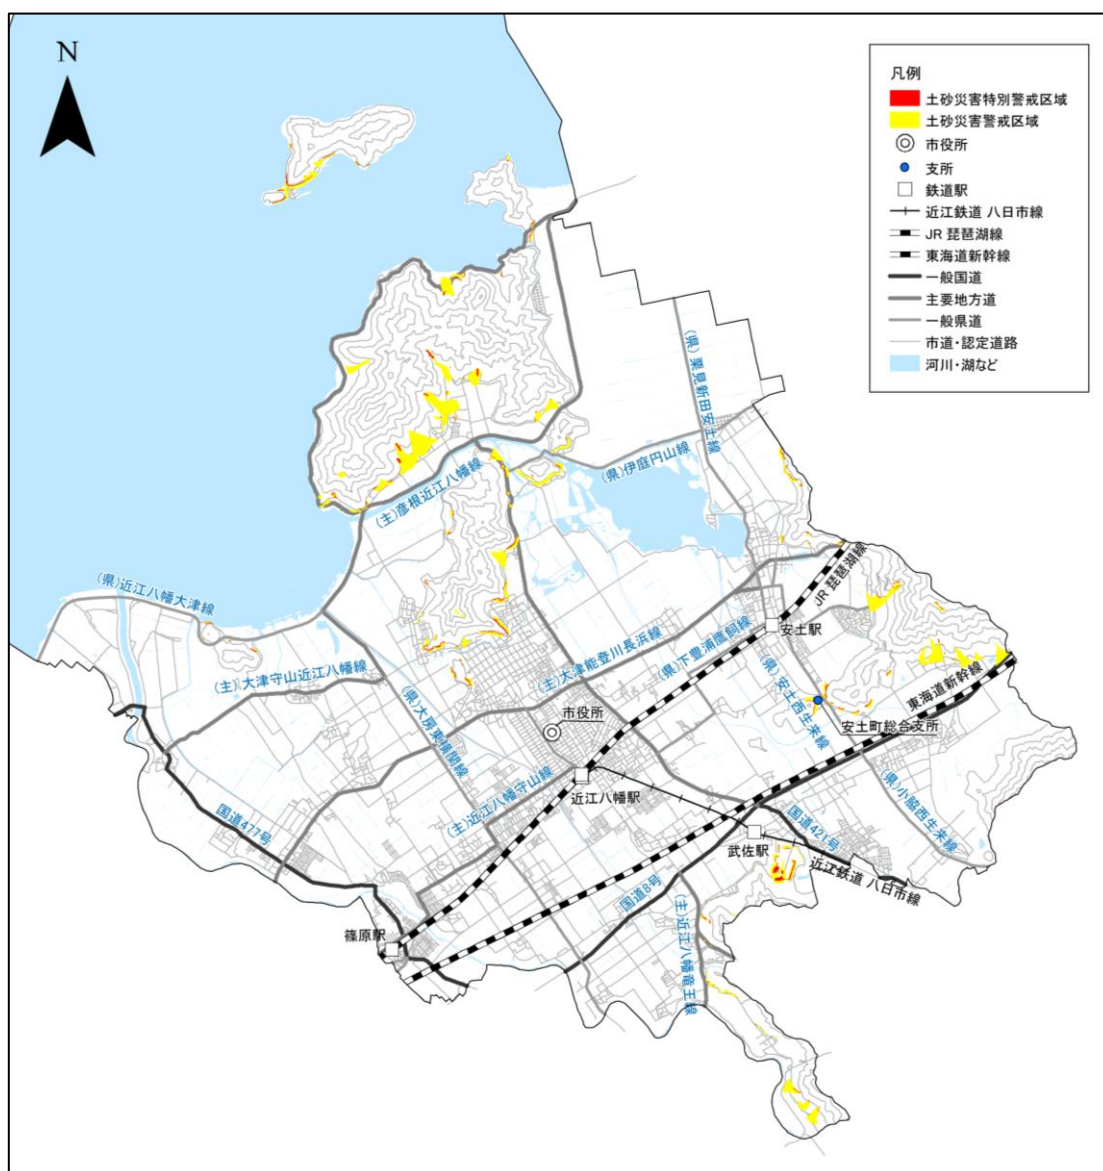 N
凡例
土砂災害特別警戒区域
土砂災害警戒区域
市役所
支所
鉄道駅
近江鉄道 八日市線
JR 琵琶湖線
東海道新幹線
一般国道
主要地方道
一般県道
市道・認定道路
河川・湖など
(県)栗見新田安土線
(県)伊庭円山線
(主)彦根近江八幡線
JR 琵琶湖線
(県)近江八幡大津線
安土駅
(主)大津能登川長浜線
(県)下豊浦鷹飼線
(主)大津守山近江八幡線
東海道新幹線
(県)安土西生来線
(県)大房東横関線
市役所
安土町総合支所
近江八幡駅
(主)近江八幡守山線
(県)小脇西生来線
国道477号
国道421号
武佐駅
近江鉄道 八日市線
国道8号
(主)近江八幡竜王線
篠原駅